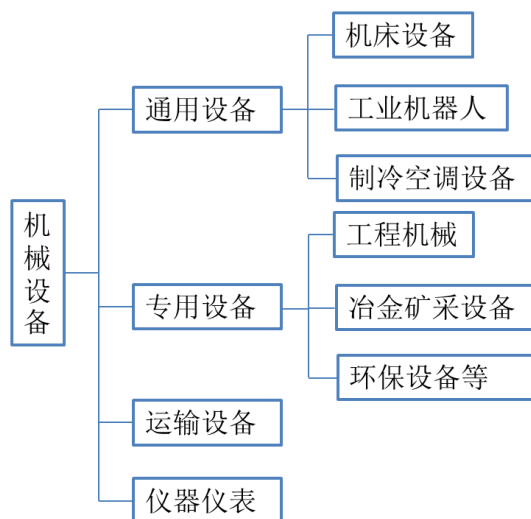 机械设备
通用设备
机床设备
工业机器人
制冷空调设备
专用设备
工程机械
冶金矿采设备
环保设备等
运输设备
仪器仪表